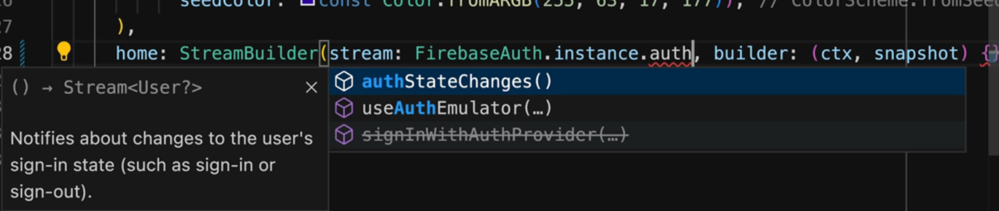 seedColor: const Color.fromARGB(255, 63, 17, 177)), // ColorScheme.fromSeed
27 ),
28 home: StreamBuilder(stream: FirebaseAuth.instance.auth, builder: (ctx, snapshot) {}
() → Stream<User?>
Notifies about changes to the user's
sign-in state (such as sign-in or
sign-out).
authStateChanges()
useAuthEmulator(…)
signInWithAuthProvider(…)